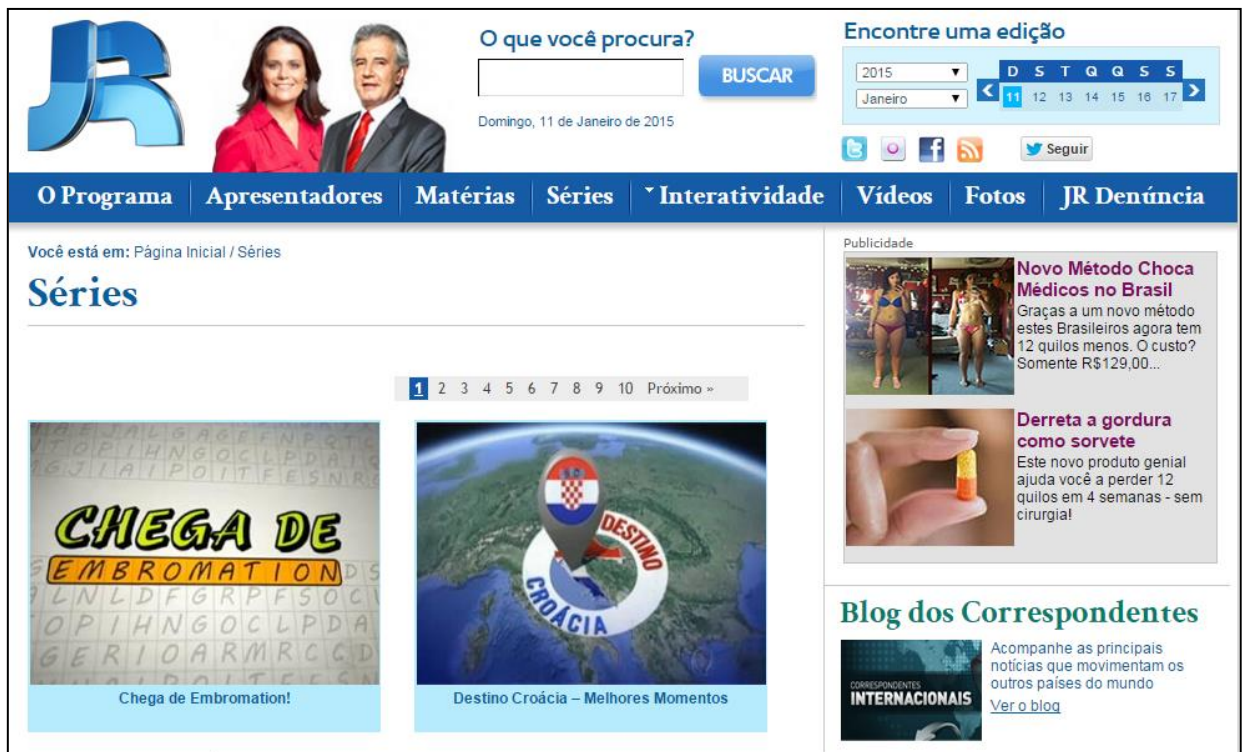 JR
O que você procura?
BUSCAR
Domingo, 11 de Janeiro de 2015
Encontre uma edição
2015
Janeiro
D S T Q Q S S
11 12 13 14 15 16 17
Seguir
O Programa
Apresentadores
Matérias
Séries
Interatividade
Vídeos
Fotos
JR Denúncia
Você está em: Página Inicial / Séries
Séries
1 2 3 4 5 6 7 8 9 10 Próximo »
CHEGA DE
EMBROMATION
Chega de Embromation!
DESTINO
CROÁCIA
Destino Croácia – Melhores Momentos
Publicidade
Novo Método Choca
Médicos no Brasil
Graças a um novo método
estes Brasileiros agora tem
12 quilos menos. O custo?
Somente R$129,00...
Derreta a gordura
como sorvete
Este novo produto genial
ajuda você a perder 12
quilos em 4 semanas - sem
cirurgia!
Blog dos Correspondentes
CORRESPONDENTES
INTERNACIONAIS
Acompanhe as principais
notícias que movimentam os
outros países do mundo
Ver o blog